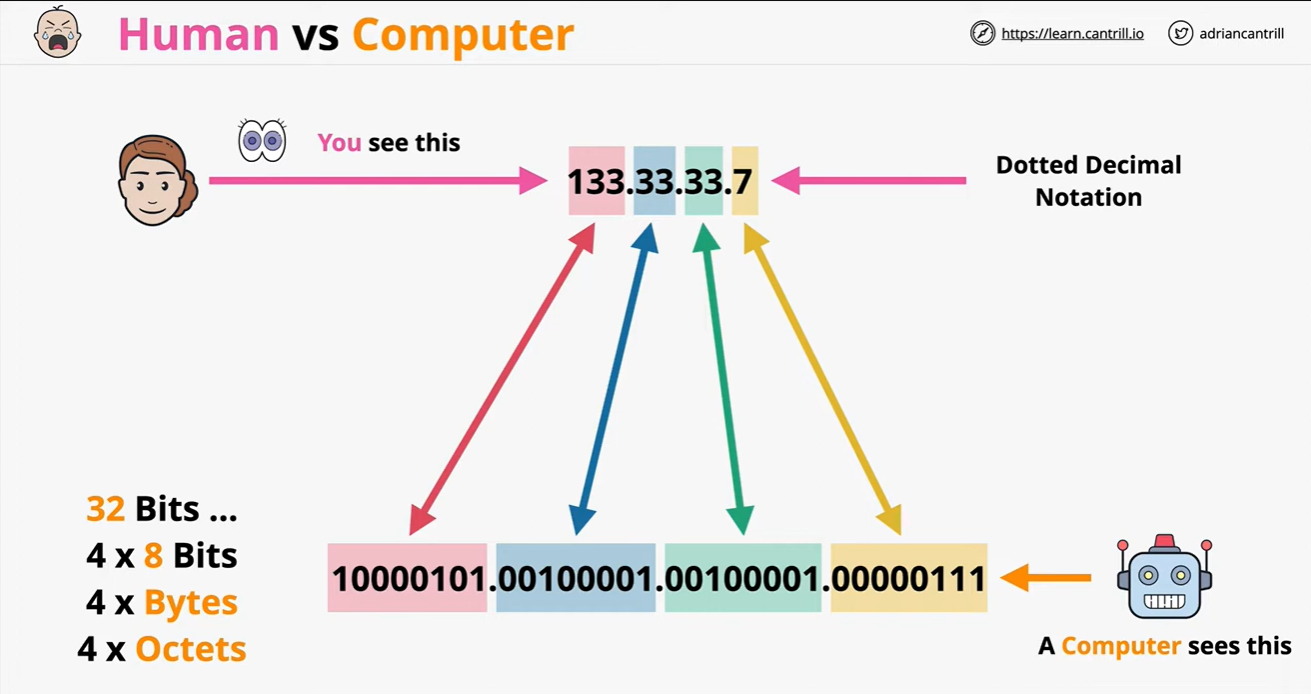 Human vs Computer
https://learn.cantrill.io
adriancantrill
You see this
133.33.33.7
Dotted Decimal
Notation
32 Bits ...
4 x 8 Bits
4 x Bytes
4 x Octets
10000101.00100001.00100001.00000111
A Computer sees this